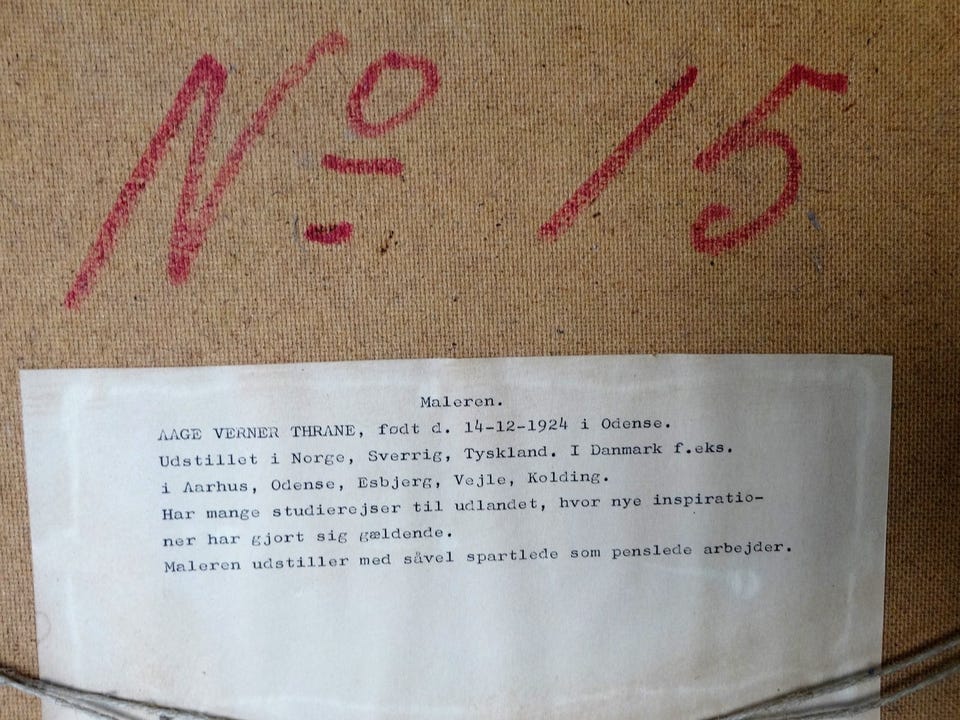 Nº 15
Maleren.
AAGE VERNER THRANE, født d. 14-12-1924 i Odense.
Udstillet i Norge, Sverrig, Tyskland. I Danmark f.eks.
i Aarhus, Odense, Esbjerg, Vejle, Kolding.
Har mange studierejser til udlandet, hvor nye inspiratio-
ner har gjort sig gældende.
Maleren udstiller med såvel spartlede som penslede arbejder.